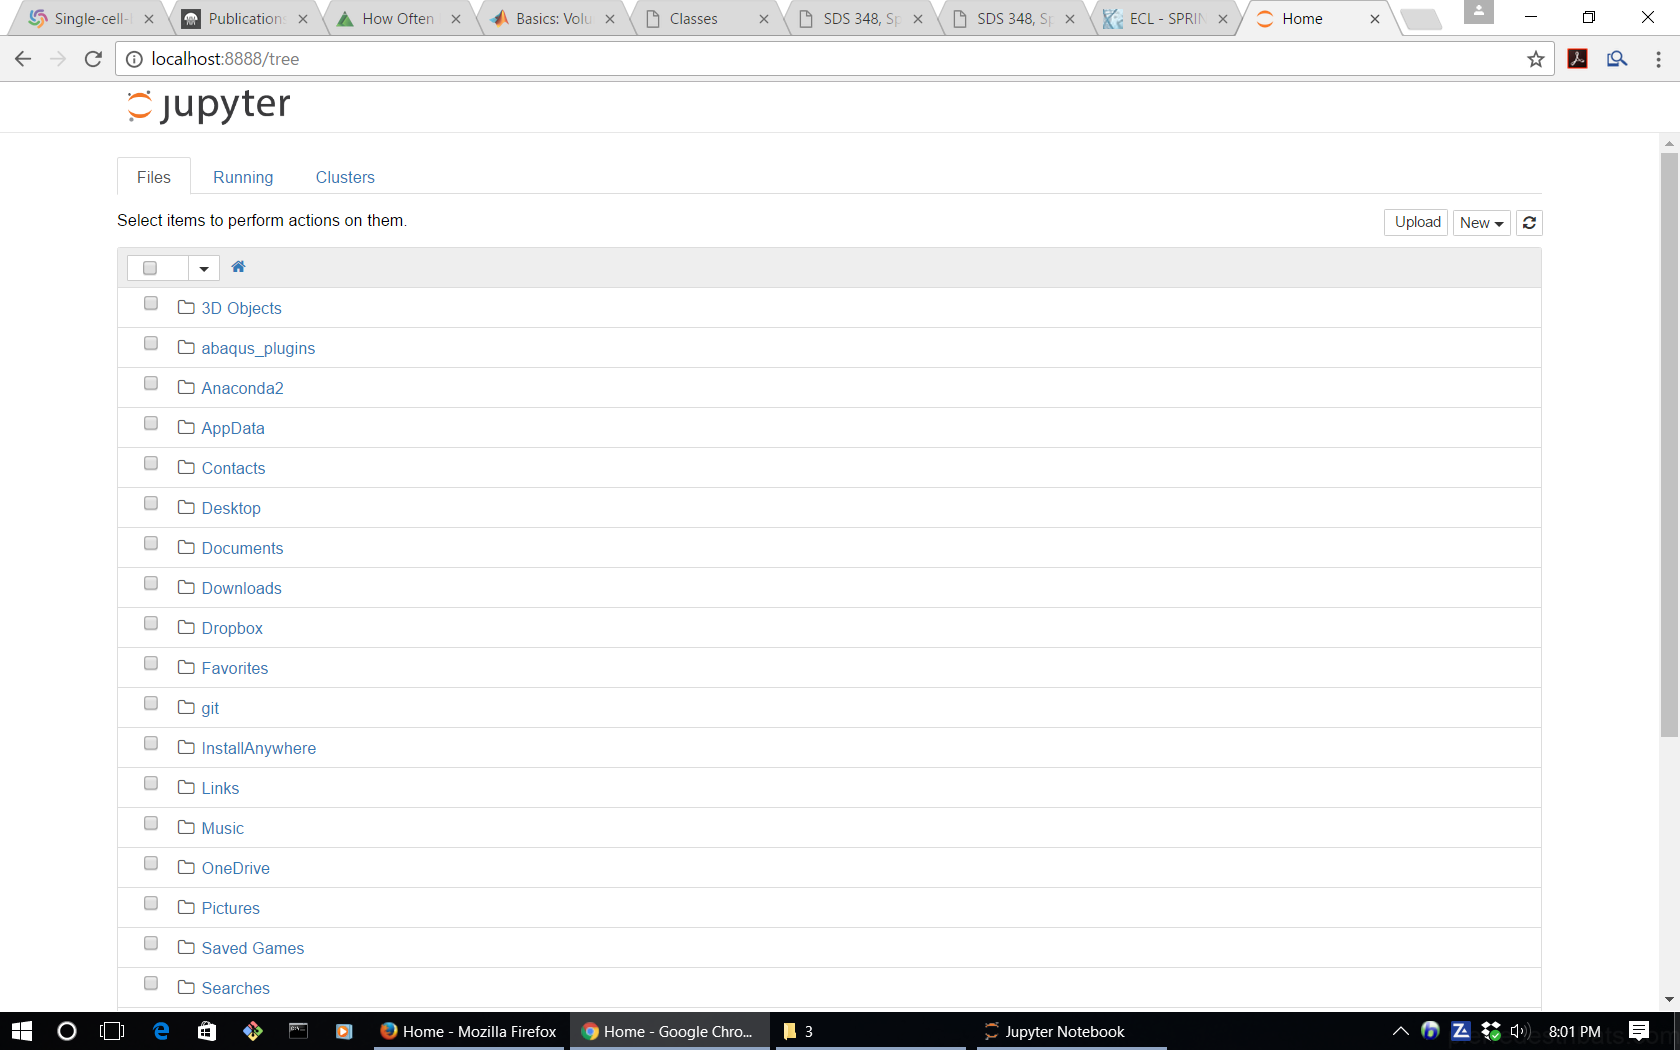 Single-cell-
Publications
How Often
Basics: Volu
Classes
SDS 348, Sp
SDS 348, Sp
ECL - SPRIN
Home
localhost:8888/tree
jupyter
Files Running Clusters
Select items to perform actions on them.
Upload New
3D Objects
abaqus_plugins
Anaconda2
AppData
Contacts
Desktop
Documents
Downloads
Dropbox
Favorites
git
InstallAnywhere
Links
Music
OneDrive
Pictures
Saved Games
Searches
Home - Mozilla Firefox
Home - Google Chro...
3
Jupyter Notebook
8:01 PM